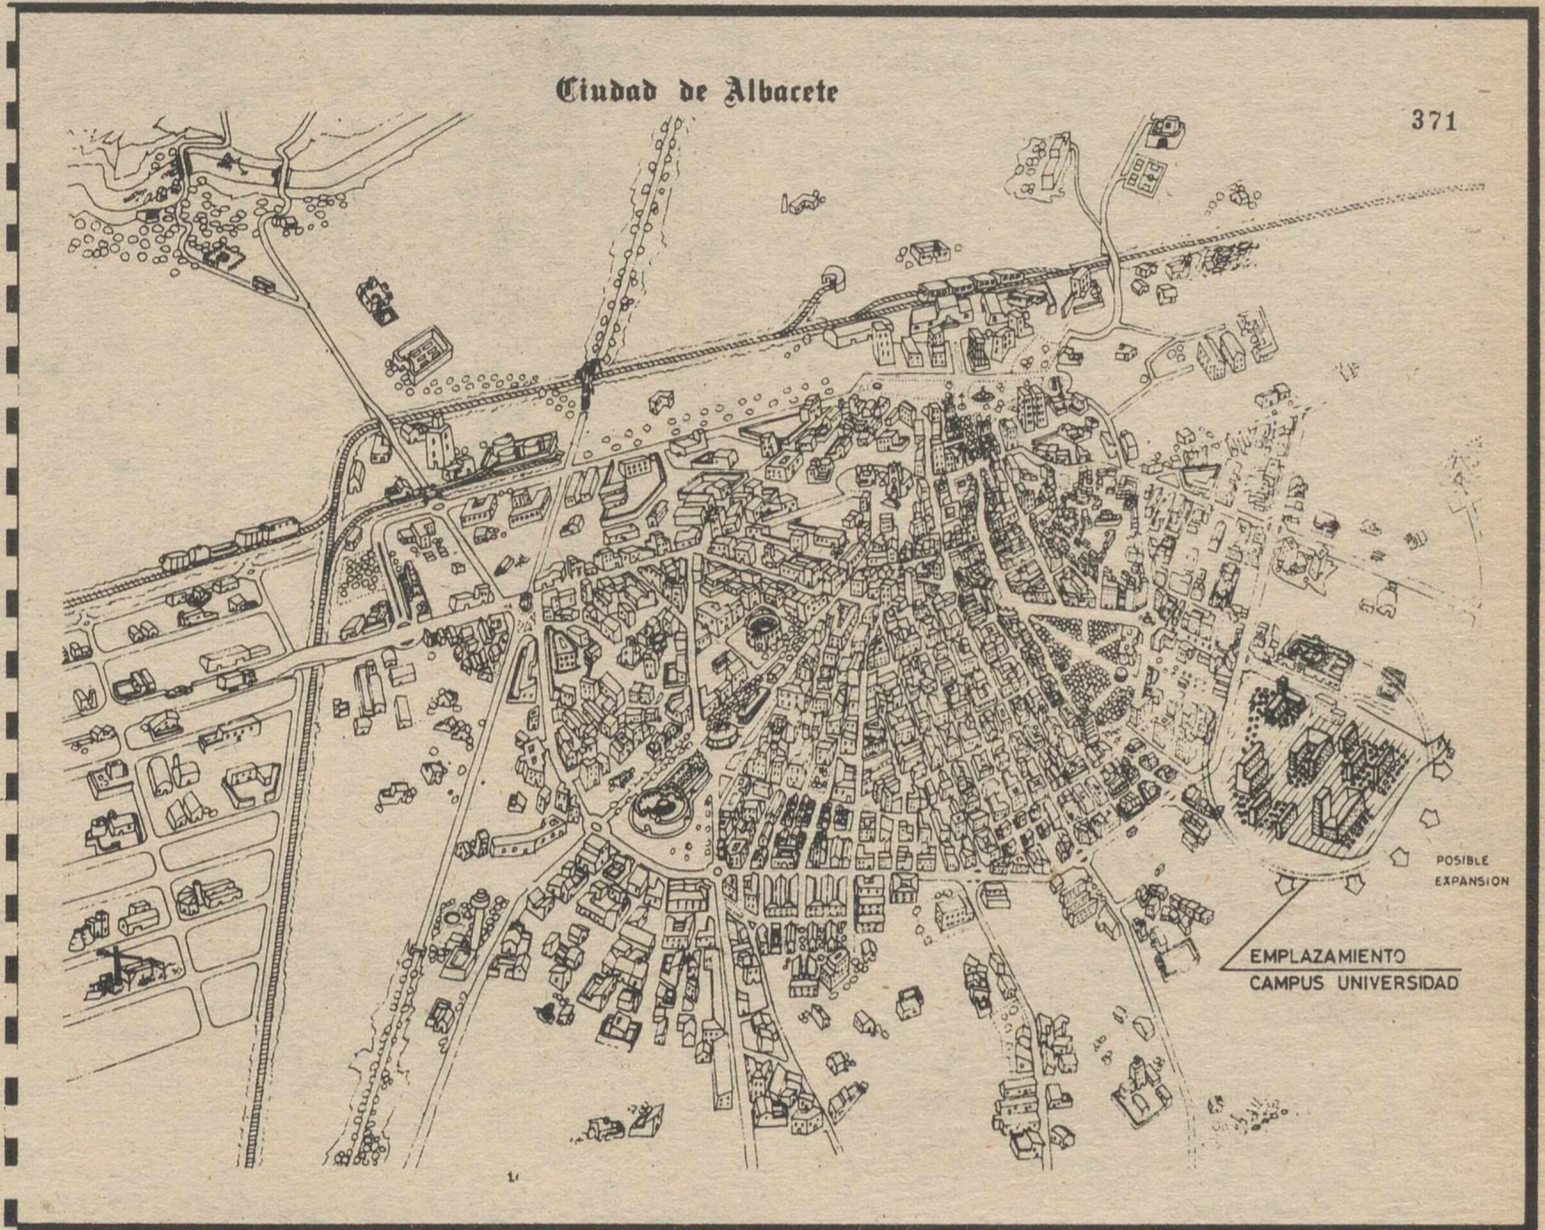 Ciudad de Albacete
371
POSIBLE
EXPANSION
EMPLAZAMIENTO
CAMPUS UNIVERSIDAD